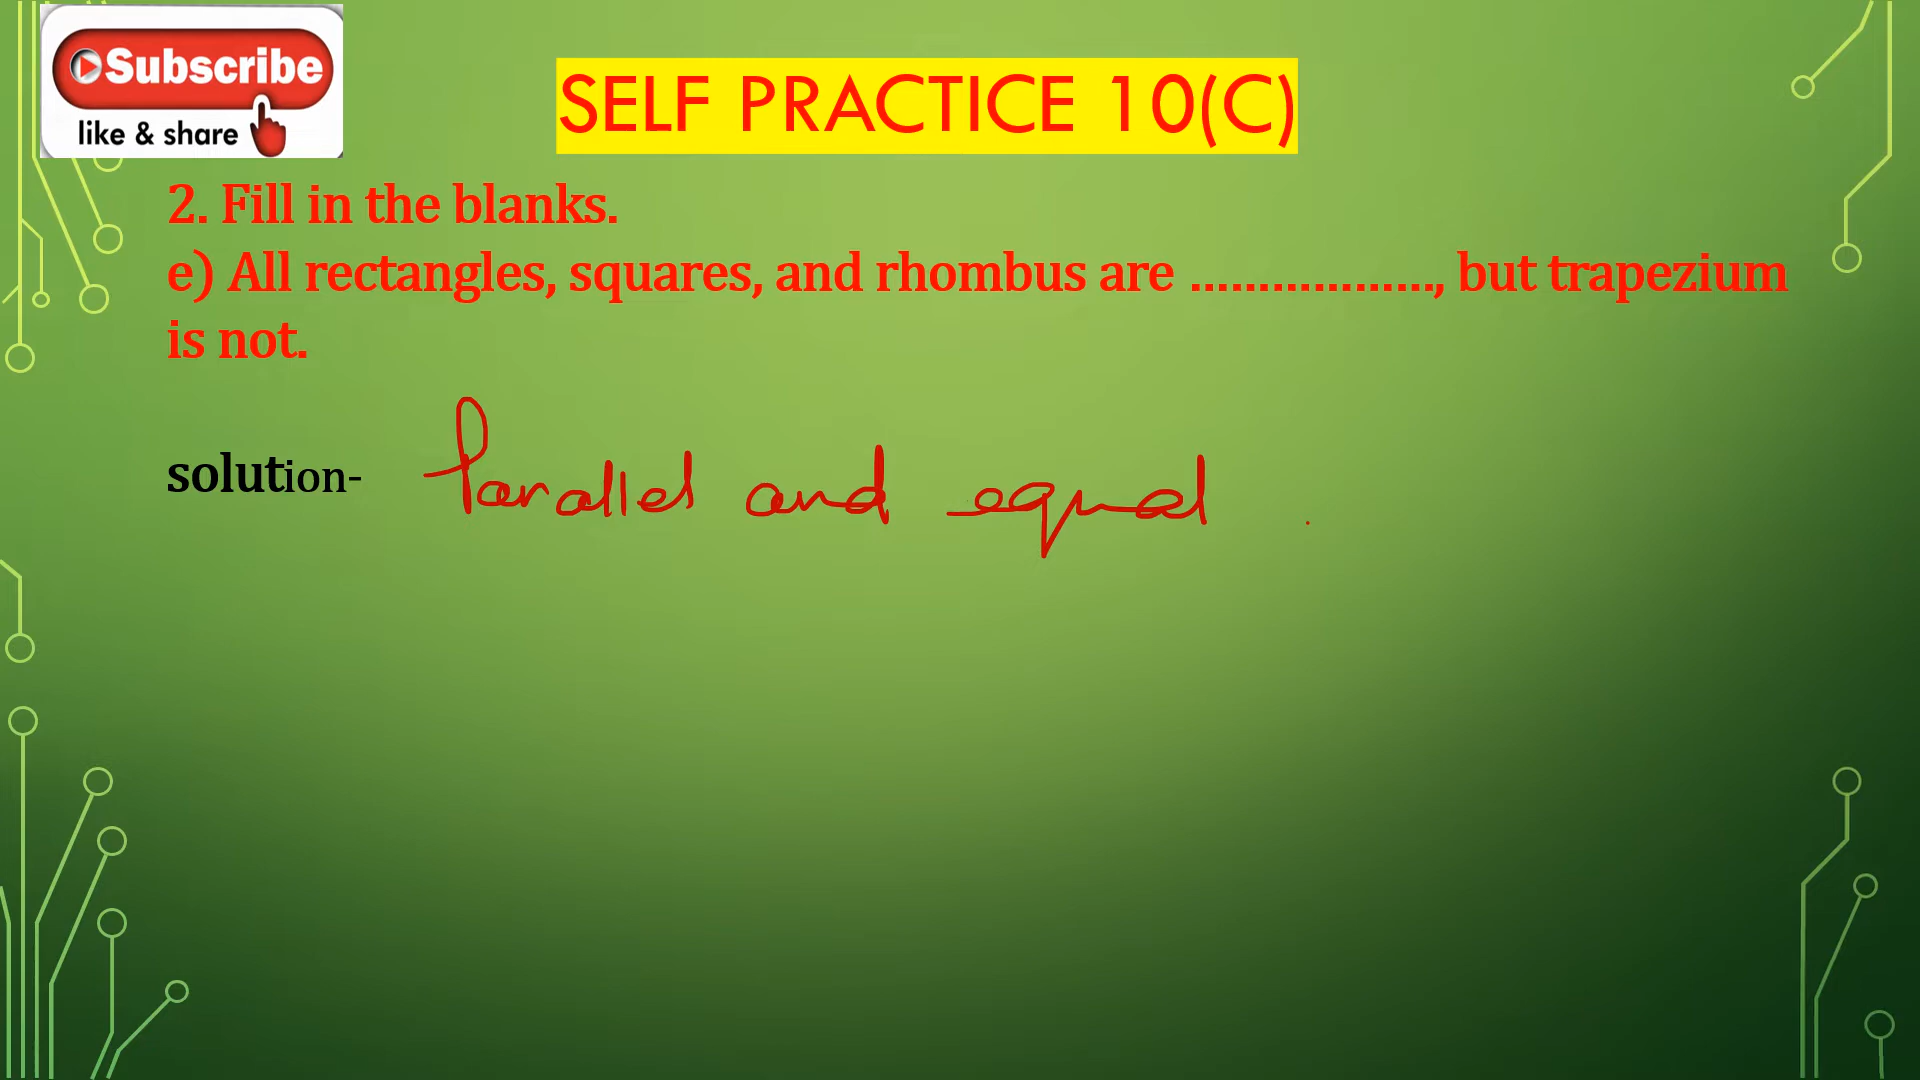 Subscribe
like & share
SELF PRACTICE 10(C)
2. Fill in the blanks.
e) All rectangles, squares, and rhombus are .................., but trapezium
is not.
solution- Parallel and equal .